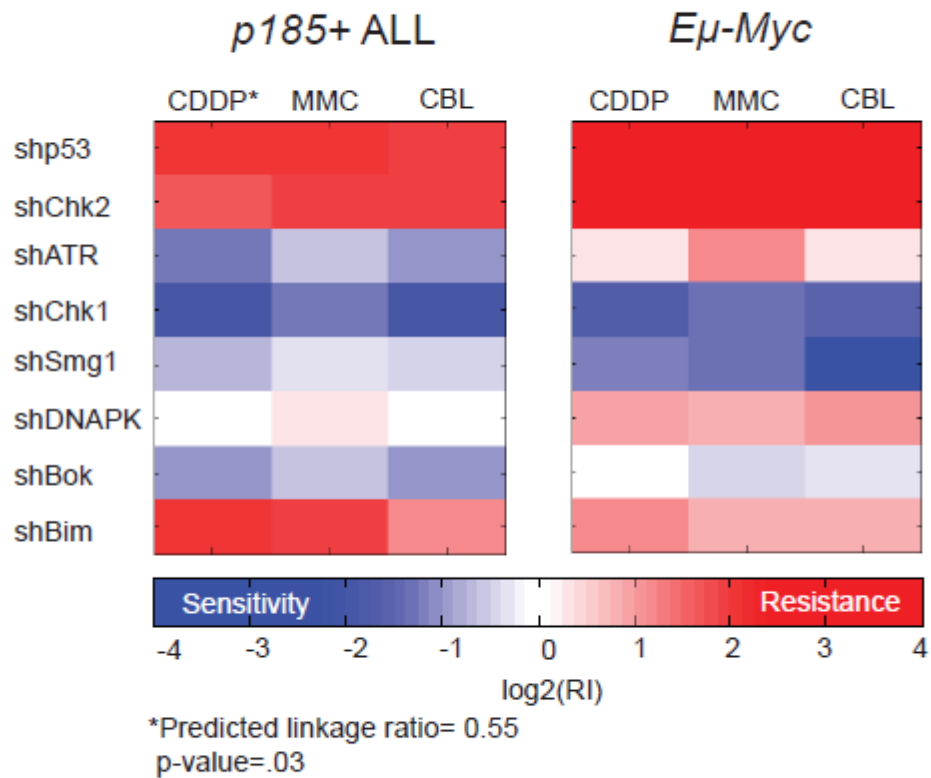 p185+ ALL Eμ-Myc
CDDP* MMC CBL CDDP MMC CBL
shp53
shChk2
shATR
shChk1
shSmg1
shDNAPK
shBok
shBim
Sensitivity Resistance
-4 -3 -2 -1 0 1 2 3 4
log2(RI)
*Predicted linkage ratio= 0.55
p-value=.03